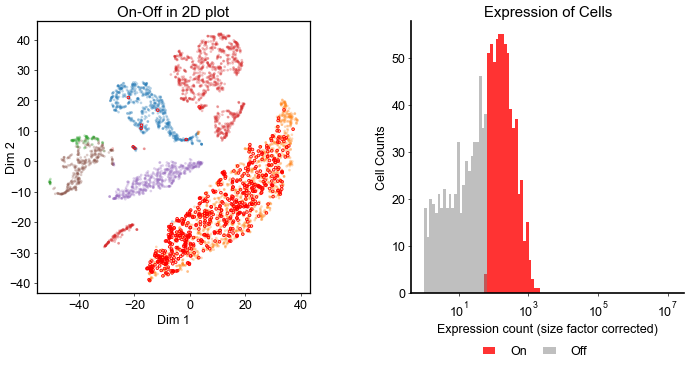 On-Off in 2D plot
40
30
20
10
0
−10
−20
−30
−40
Dim 2
−40 −20 0 20 40
Dim 1
Expression of Cells
50
40
30
20
10
0
Cell Counts
10^1 10^3 10^5 10^7
Expression count (size factor corrected)
On Off